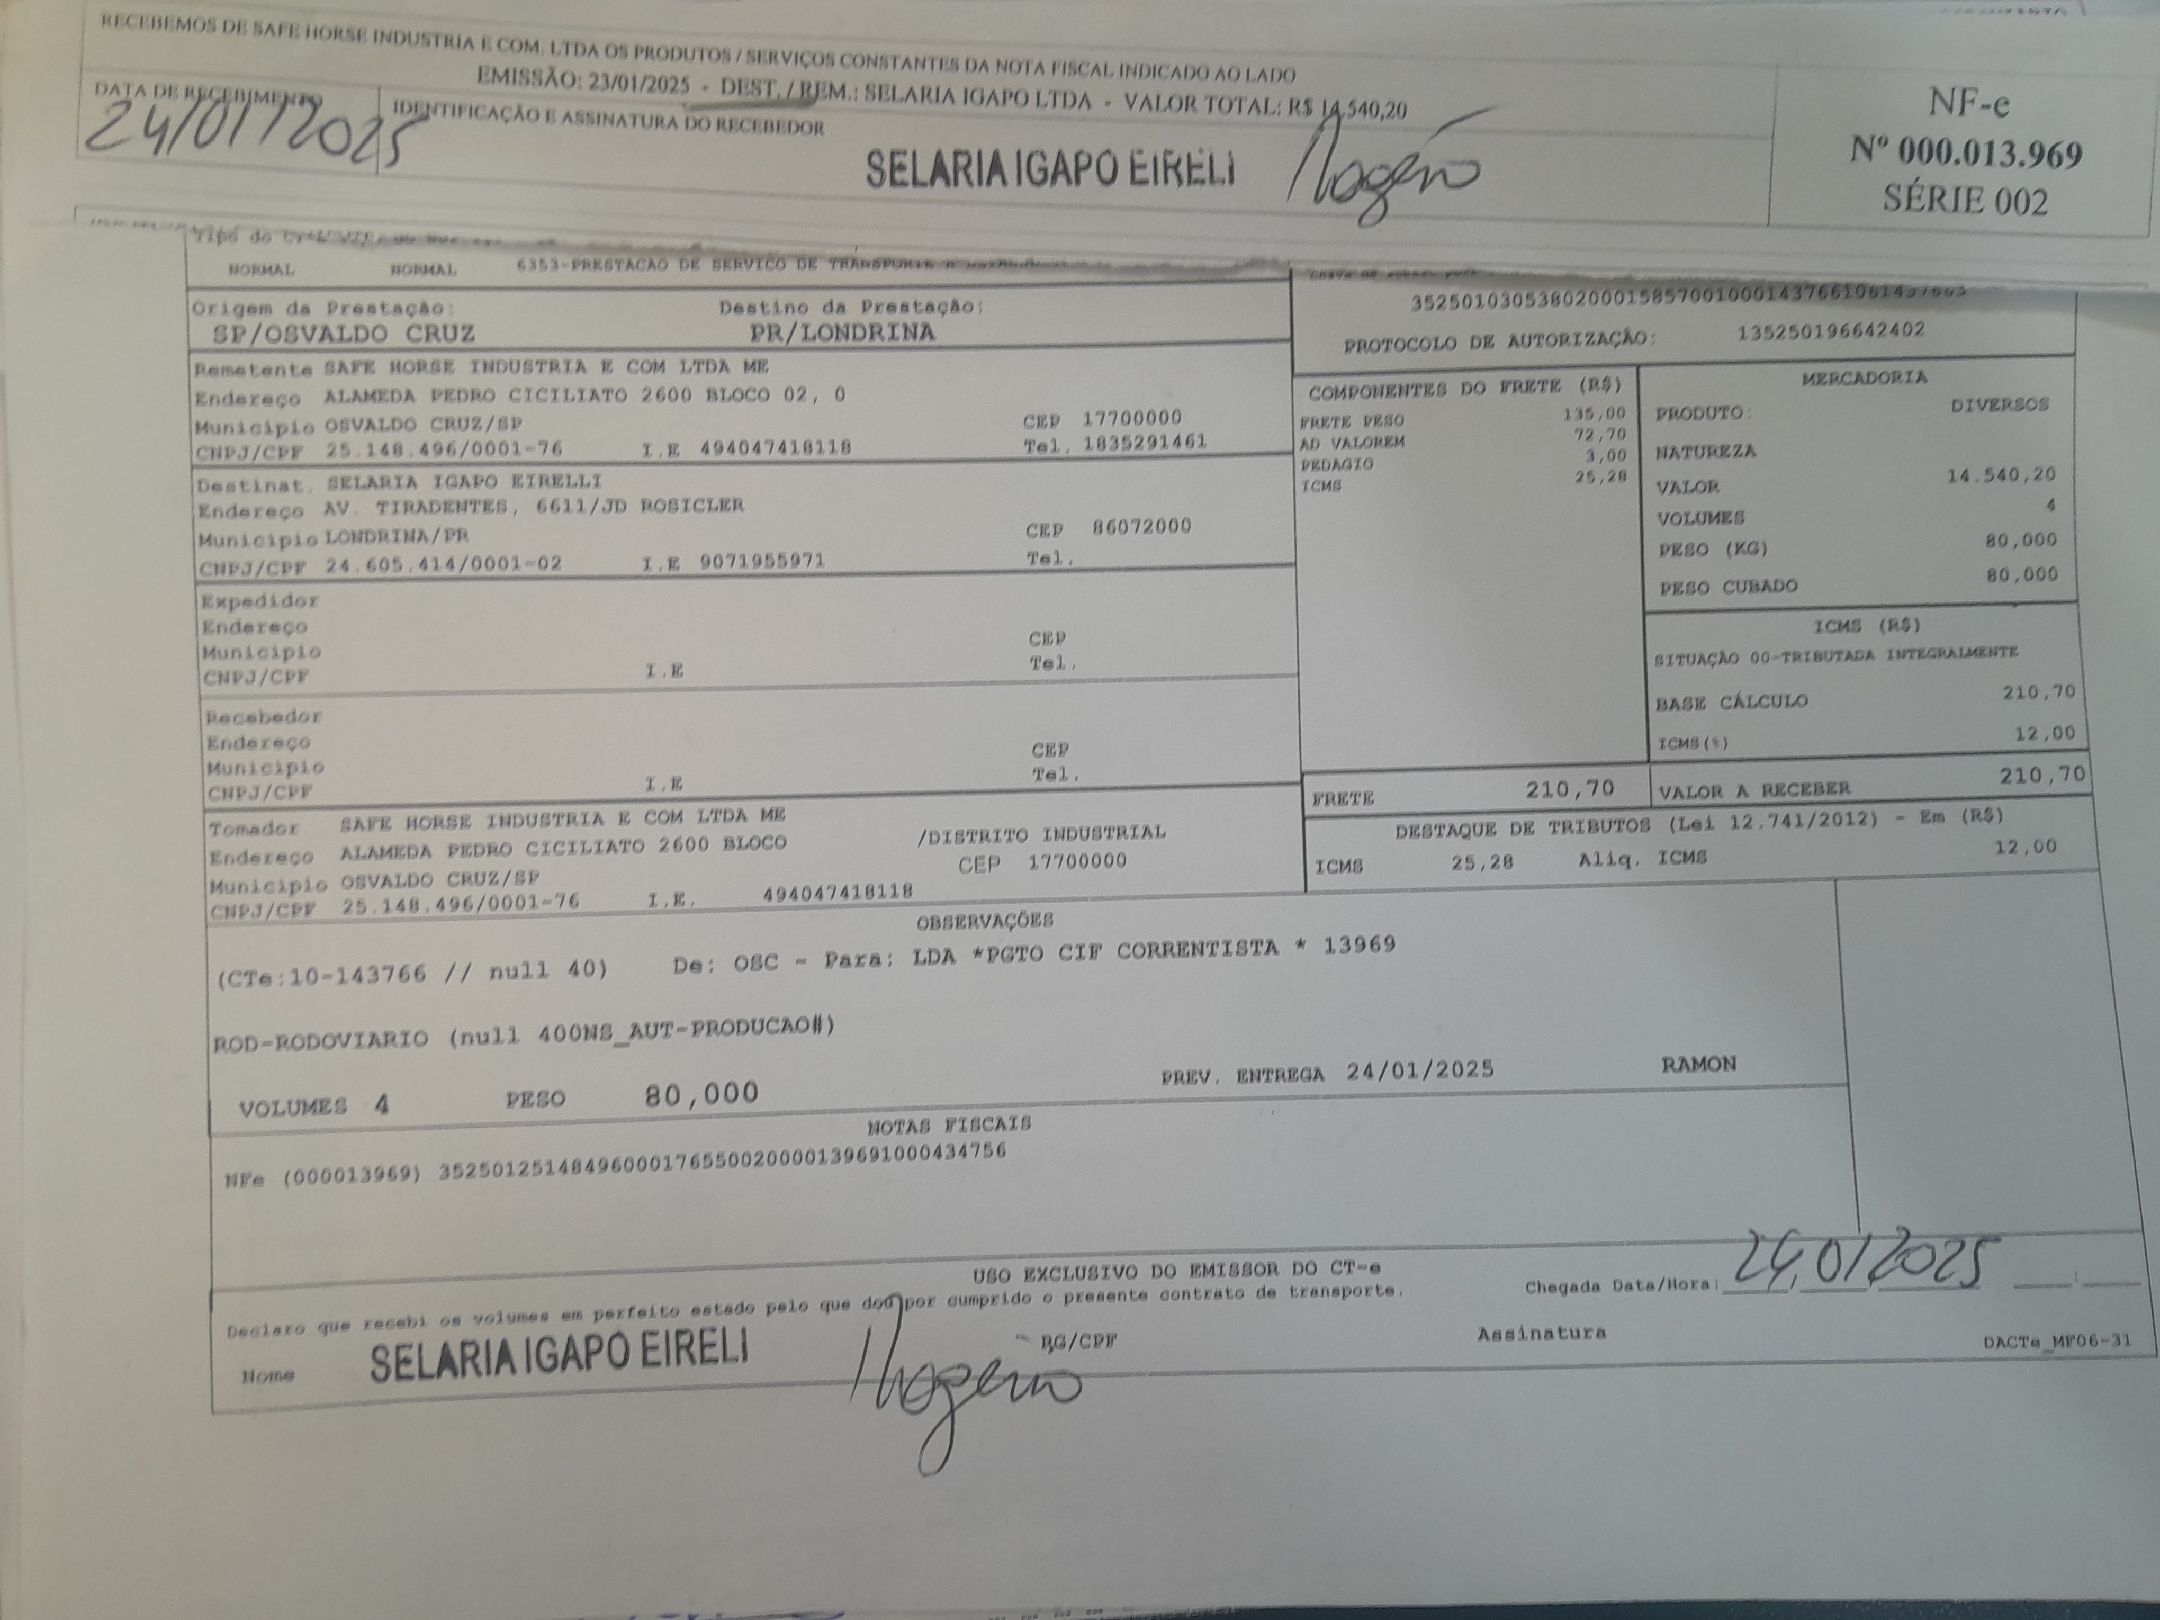 RECEBEMOS DE SAFE HORSE INDUSTRIA E COM. LTDA OS PRODUTOS / SERVIÇOS CONSTANTES DA NOTA FISCAL INDICADO AO LADO
EMISSÃO: 23/01/2025 - DEST. / REM.: SELARIA IGAPO LTDA - VALOR TOTAL: R$ 14.540,20
DATA DE RECEBIMENTO
24/01/2025
IDENTIFICAÇÃO E ASSINATURA DO RECEBEDOR
SELARIA IGAPO EIRELI Rogério
NF-e
Nº 000.013.969
SÉRIE 002
Tipo do
NORMAL NORMAL 6353-PRESTACAO DE SERVICO DE TRANSPORTE A
Origem da Prestação: Destino da Prestação:
SP/OSVALDO CRUZ PR/LONDRINA
PROTOCOLO DE AUTORIZAÇÃO: 135250196642402
Remetente SAFE HORSE INDUSTRIA E COM LTDA ME
Endereço ALAMEDA PEDRO CICILIATO 2600 BLOCO 02, 0
Municipio OSVALDO CRUZ/SP CEP 17700000
CNPJ/CPF 25.148.496/0001-76 I.E 494047418118 Tel. 1835291461
Destinat. SELARIA IGAPO EIRELLI
Endereço AV. TIRADENTES, 6611/JD ROSICLER
Municipio LONDRINA/PR CEP 86072000
CNPJ/CPF 24.605.414/0001-02 I.E 9071955971 Tel.
Expedidor
Endereço
Municipio CEP
CNPJ/CPF I.E Tel.
Recebedor
Endereço
Municipio CEP
CNPJ/CPF I.E Tel.
Tomador SAFE HORSE INDUSTRIA E COM LTDA ME
Endereço ALAMEDA PEDRO CICILIATO 2600 BLOCO /DISTRITO INDUSTRIAL
Municipio OSVALDO CRUZ/SP CEP 17700000
CNPJ/CPF 25.148.496/0001-76 I.E. 494047418118
COMPONENTES DO FRETE (R$)
FRETE PESO 135,00
AD VALOREM 72,70
PEDAGIO 3,00
ICMS 25,28
MERCADORIA
PRODUTO: DIVERSOS
NATUREZA
VALOR 14.540,20
VOLUMES 4
PESO (KG) 80,000
PESO CUBADO 80,000
ICMS (R$)
SITUAÇÃO 00-TRIBUTADA INTEGRALMENTE
BASE CÁLCULO 210,70
ICMS(%) 12,00
FRETE 210,70 VALOR A RECEBER 210,70
DESTAQUE DE TRIBUTOS (Lei 12.741/2012) - Em (R$)
ICMS 25,28 Aliq. ICMS 12,00
OBSERVAÇÕES
(CTe:10-143766 // null 40) De: OSC - Para: LDA *PGTO CIF CORRENTISTA * 13969
ROD-RODOVIARIO (null 400NS_AUT-PRODUCAO#)
VOLUMES 4 PESO 80,000 PREV. ENTREGA 24/01/2025 RAMON
NOTAS FISCAIS
NFe (000013969) 35250125148496000176550020000139691000434756
USO EXCLUSIVO DO EMISSOR DO CT-e
Declaro que recebi os volumes em perfeito estado pelo que dou por cumprido o presente contrato de transporte.
Chegada Data/Hora: 24/01/2025 :
Nome SELARIA IGAPO EIRELI Rogerio RG/CPF Assinatura DACTe_MF06-31